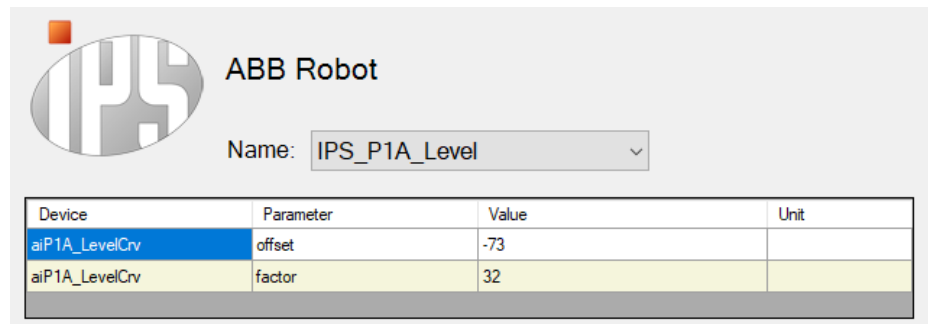 IPS
ABB Robot
Name: IPS_P1A_Level
Device Parameter Value Unit
aiP1A_LevelCrv offset -73
aiP1A_LevelCrv factor 32